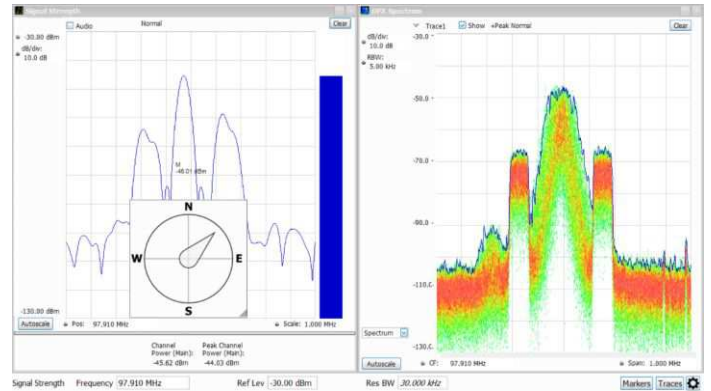 Signal Strength
Audio
Normal
Clear
-30.00 dBm
dB/div:
10.0 dB
M
-46.01 dBm
N
W
E
S
-130.00 dBm
Autoscale
Pos: 97,910 MHz
Scale: 1,000 MHz
Channel
Power (Main):
-45.62 dBm
Peak Channel
Power (Main):
-44.03 dBm
DPX Spectrum
Trace1
Show
+Peak Normal
Clear
dB/div:
10.0 dB
RBW:
5.00 kHz
-30.0
-50.0
-70.0
-90.0
-110.0
-130.0
Spectrum
Autoscale
CF: 97,910 MHz
Span: 1,000 MHz
Signal Strength Frequency 97.910 MHz Ref Lev -30.00 dBm Res BW 30.000 kHz Markers Traces